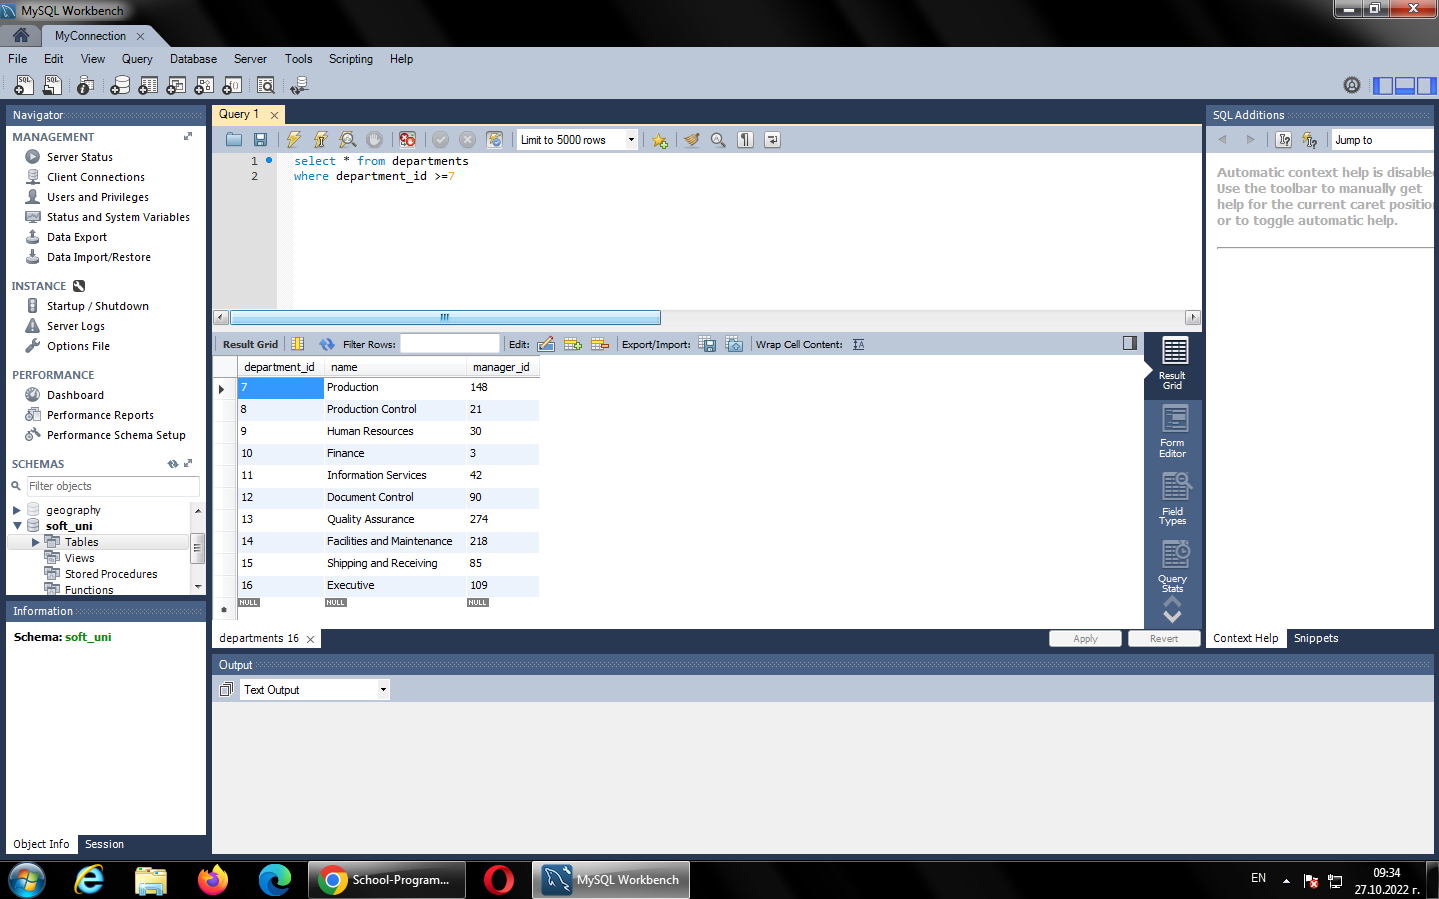 MySQL Workbench
MyConnection
File Edit View Query Database Server Tools Scripting Help
Navigator
MANAGEMENT
Server Status
Client Connections
Users and Privileges
Status and System Variables
Data Export
Data Import/Restore
INSTANCE
Startup / Shutdown
Server Logs
Options File
PERFORMANCE
Dashboard
Performance Reports
Performance Schema Setup
SCHEMAS
Filter objects
geography
soft_uni
Tables
Views
Stored Procedures
Functions
Information
Schema: soft_uni
Object Info Session
Query 1
Limit to 5000 rows
1 select * from departments
2 where department_id >=7
Result Grid Filter Rows: Edit: Export/Import: Wrap Cell Content:
department_id name manager_id
7 Production 148
8 Production Control 21
9 Human Resources 30
10 Finance 3
11 Information Services 42
12 Document Control 90
13 Quality Assurance 274
14 Facilities and Maintenance 218
15 Shipping and Receiving 85
16 Executive 109
NULL NULL NULL
Result
Grid
Form
Editor
Field
Types
Query
Stats
departments 16 Apply Revert
SQL Additions
Jump to
Automatic context help is disabled
Use the toolbar to manually get
help for the current caret position
or to toggle automatic help.
Context Help Snippets
Output
Text Output
School-Program...
MySQL Workbench
EN
09:34
27.10.2022 г.